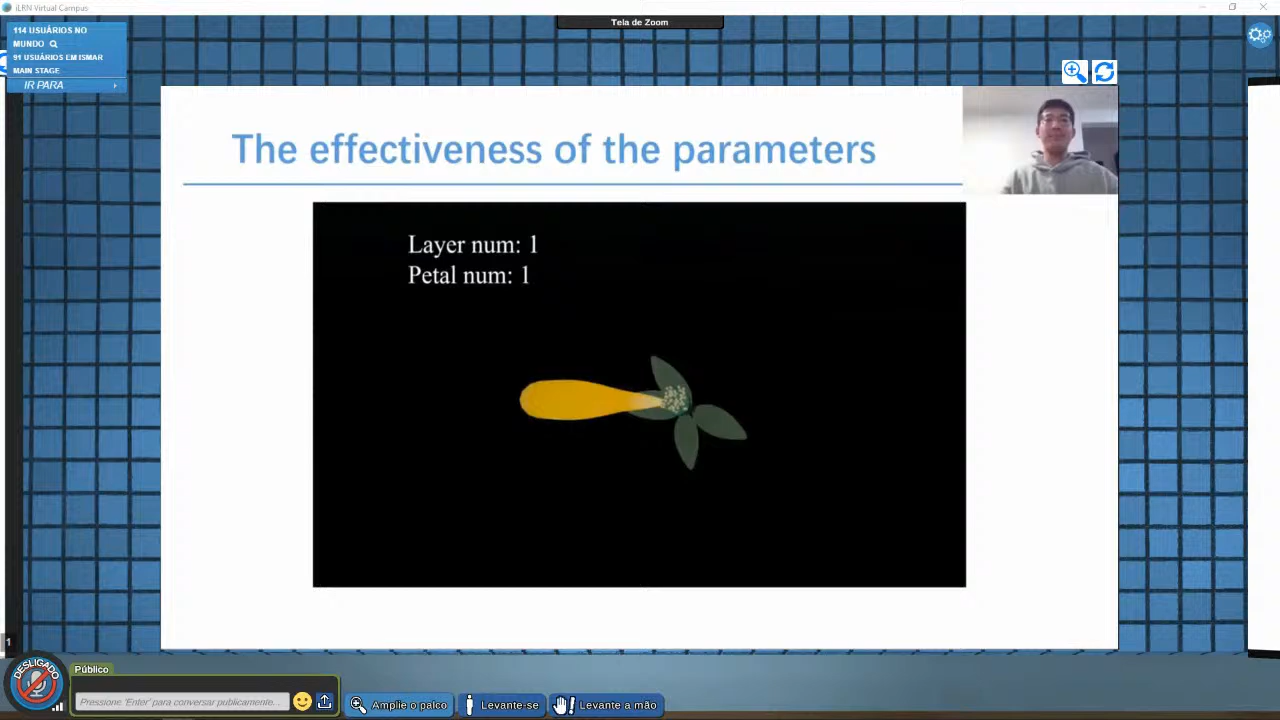 iLRN Virtual Campus
Tela de Zoom
114 USUÁRIOS NO
MUNDO
91 USUÁRIOS EM ISMAR
MAIN STAGE
IR PARA
The effectiveness of the parameters
Layer num: 1
Petal num: 1
1
DESLIGADO
Público
Pressione 'Enter' para conversar publicamente...
Amplie o palco
Levante-se
Levante a mão